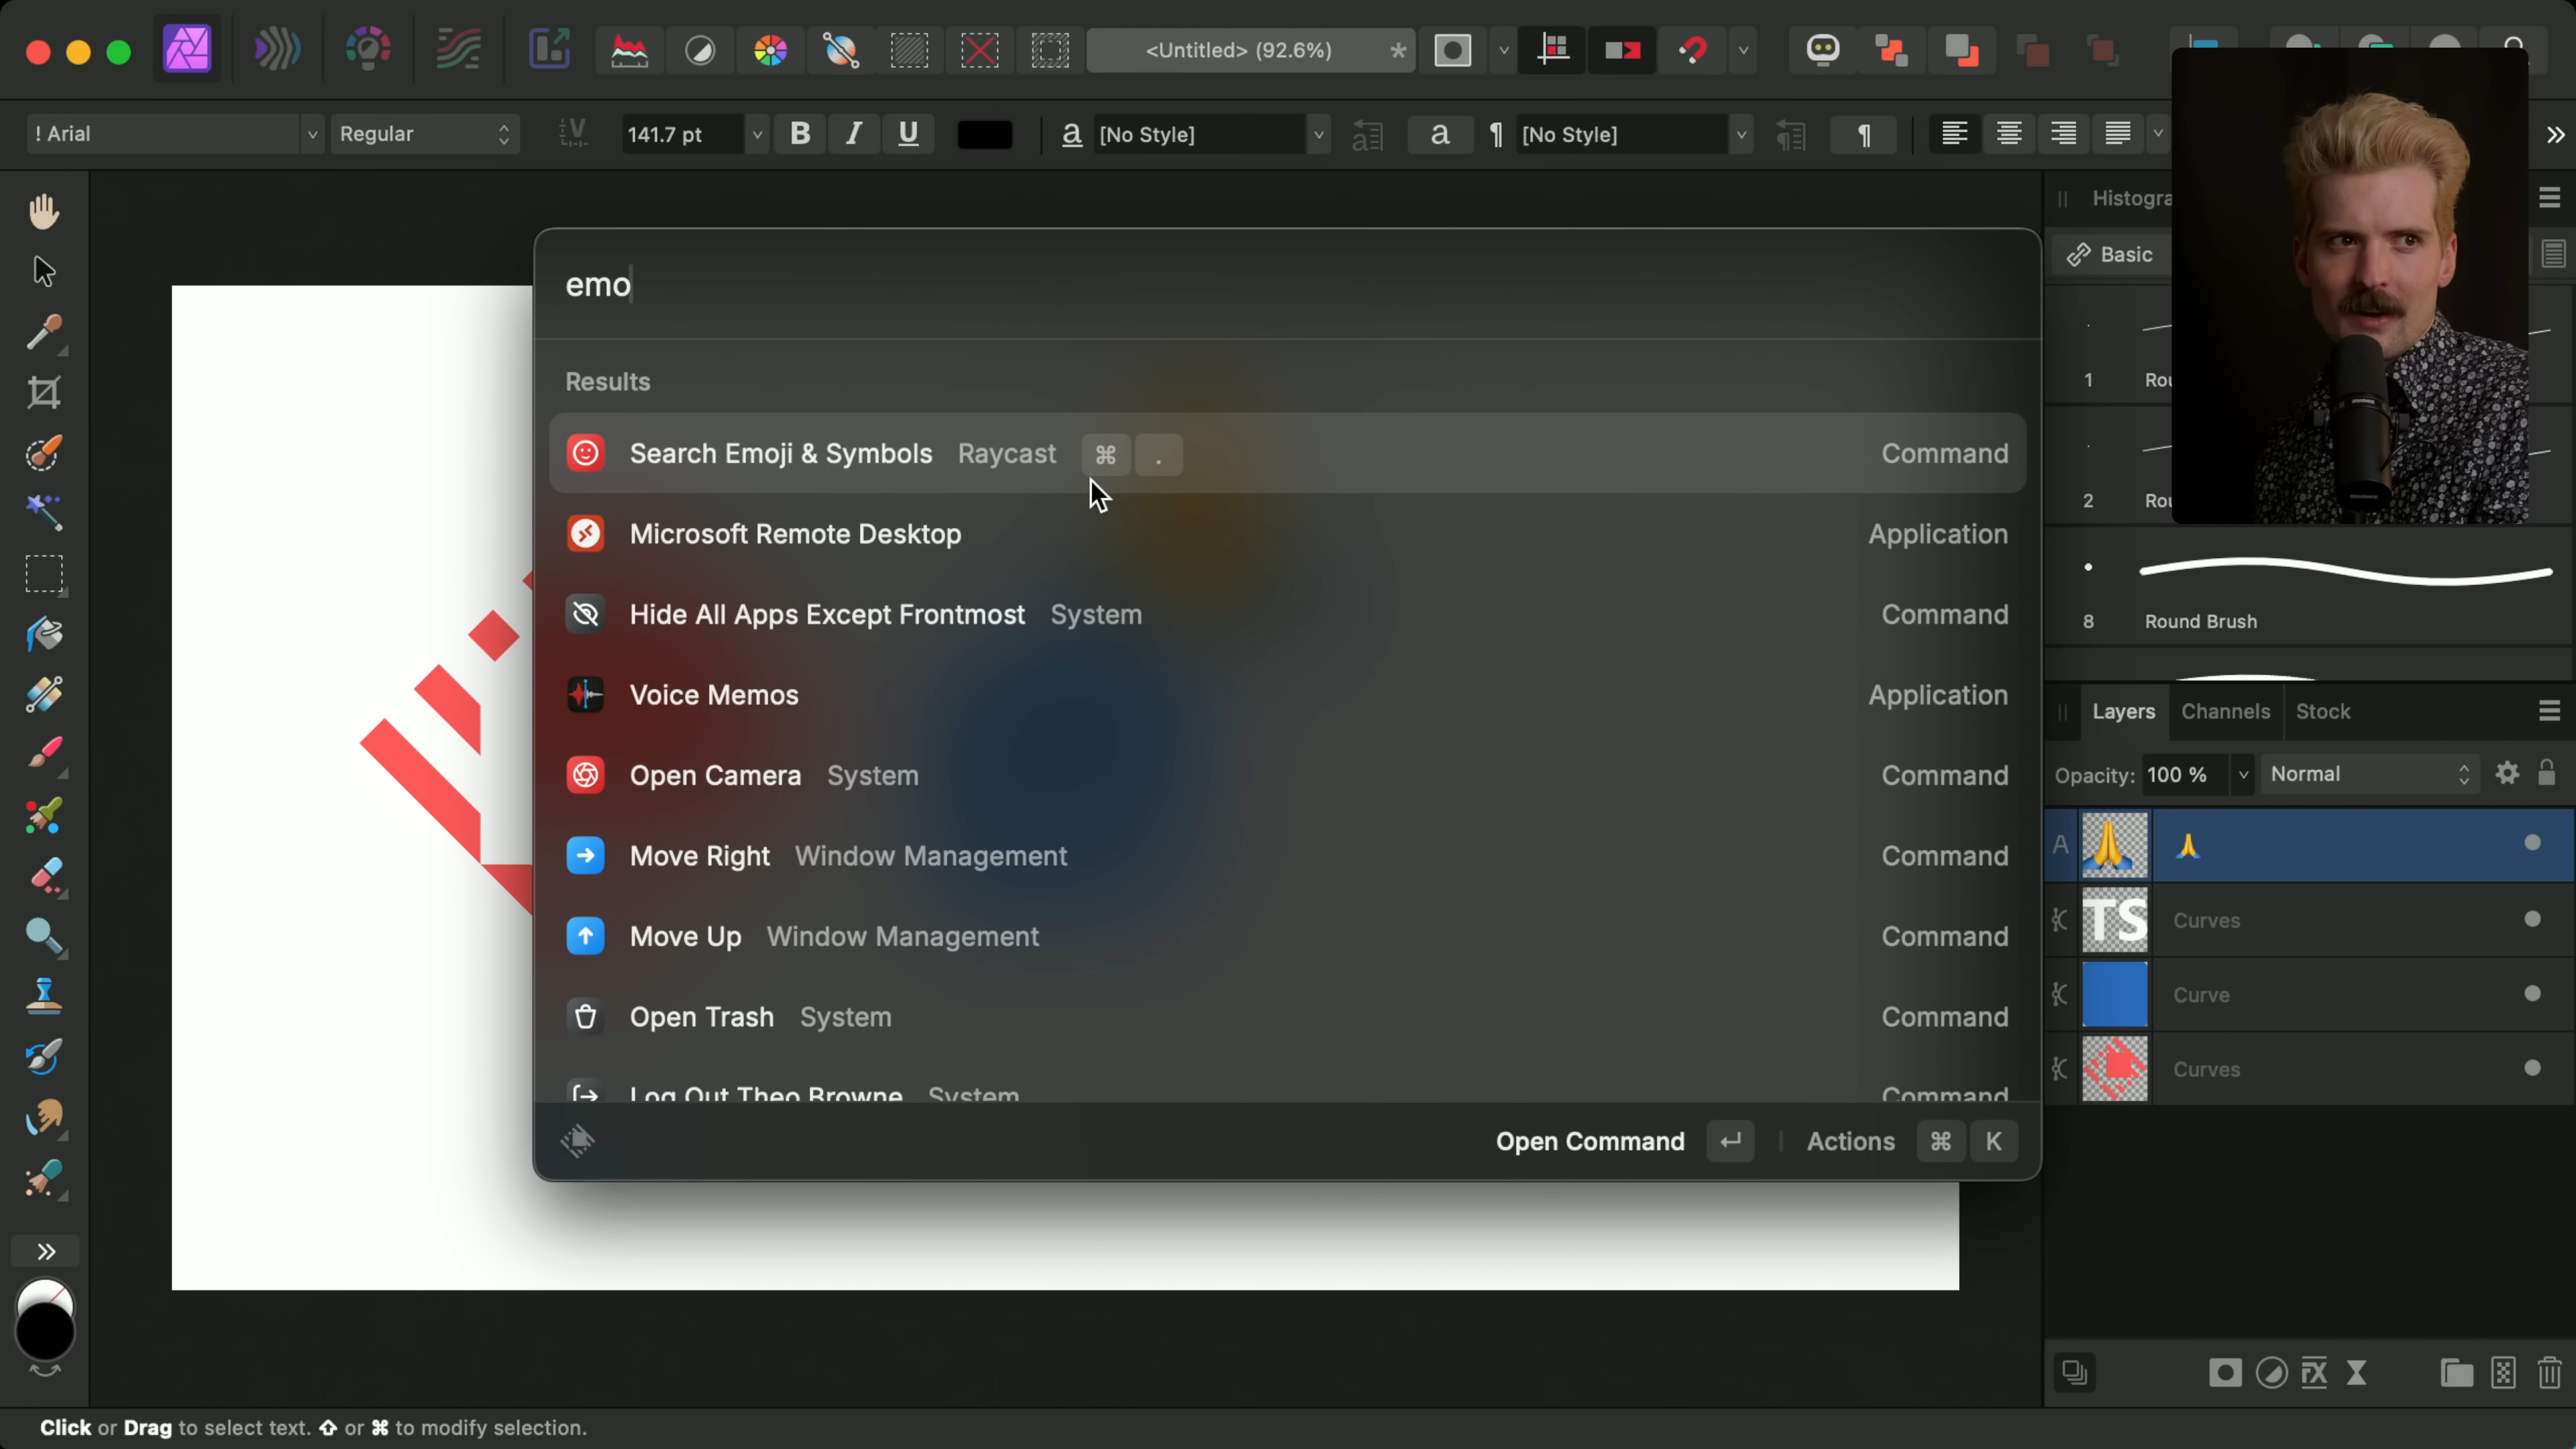 <Untitled> (92.6%) *
! Arial Regular 141.7 pt B I U a [No Style] a ¶ [No Style] ¶
Histogra
Basic
emo
Results
Search Emoji & Symbols Raycast ⌘ . Command
Microsoft Remote Desktop Application
Hide All Apps Except Frontmost System Command
Voice Memos Application
Open Camera System Command
Move Right Window Management Command
Move Up Window Management Command
Open Trash System Command
Log Out Theo Browne System Command
Open Command ↵ Actions ⌘ K
1 Rou
2 Rou
8 Round Brush
Layers Channels Stock
Opacity: 100 % Normal
A 🙏
TS Curves
Curve
Curves
Click or Drag to select text. ⇧ or ⌘ to modify selection.